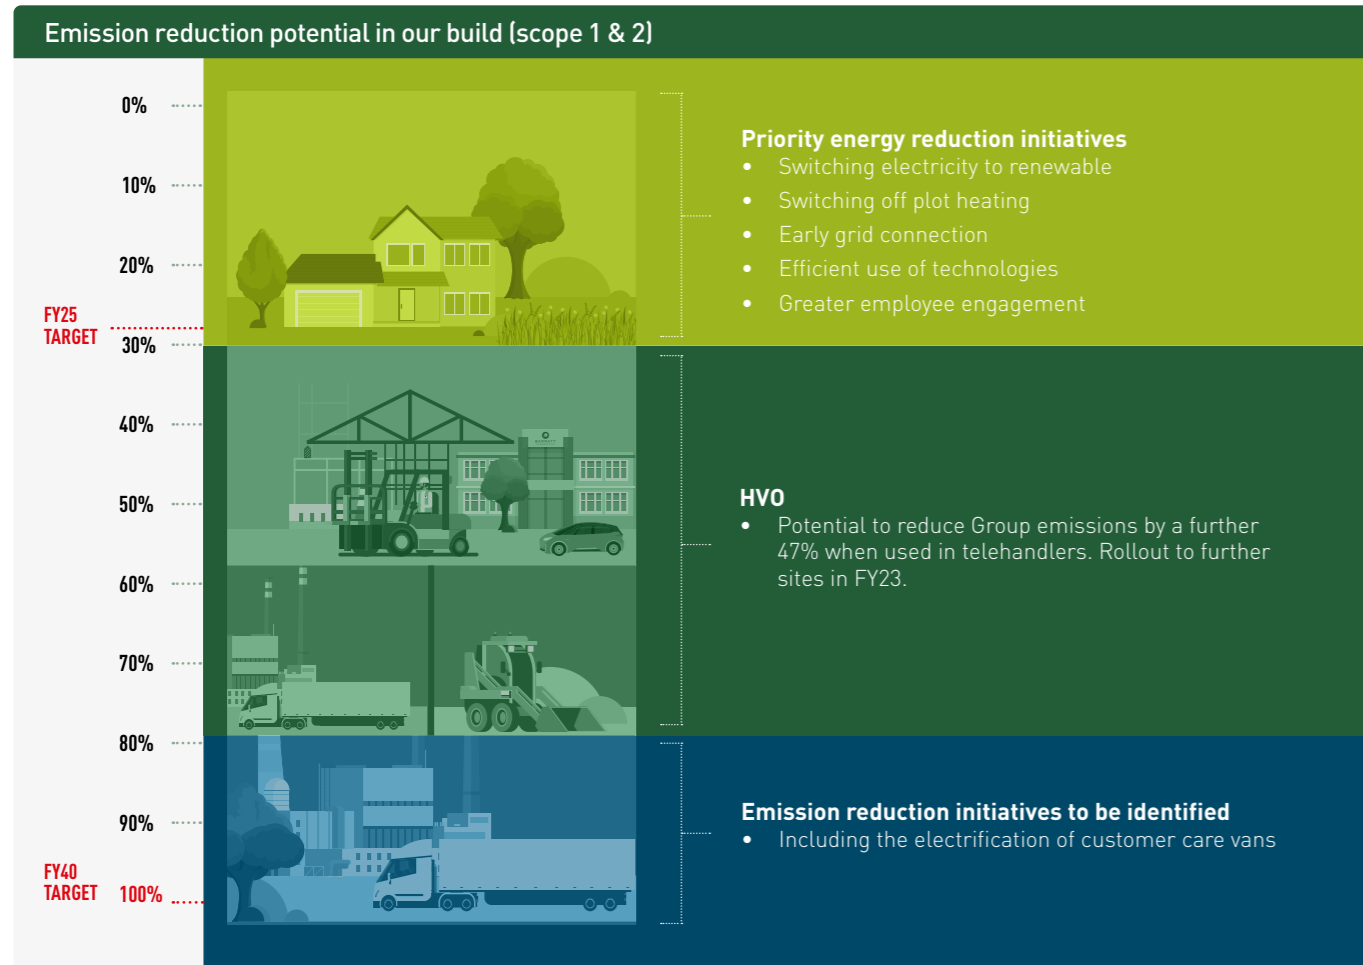 Emission reduction potential in our build (scope 1 & 2)
0%
10%
20%
FY25
TARGET
30%
40%
50%
60%
70%
80%
90%
FY40
TARGET
100%
Priority energy reduction initiatives
• Switching electricity to renewable
• Switching off plot heating
• Early grid connection
• Efficient use of technologies
• Greater employee engagement
HVO
• Potential to reduce Group emissions by a further
47% when used in telehandlers. Rollout to further
sites in FY23.
Emission reduction initiatives to be identified
• Including the electrification of customer care vans